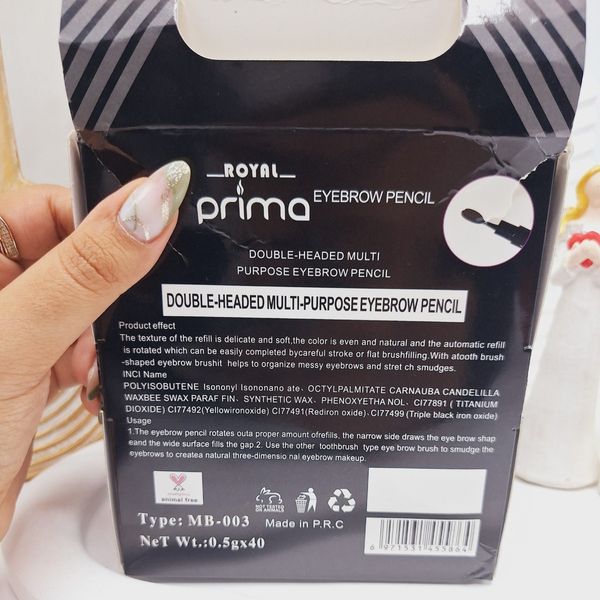 ROYAL
prima
EYEBROW PENCIL
DOUBLE-HEADED MULTI
PURPOSE EYEBROW PENCIL
DOUBLE-HEADED MULTI-PURPOSE EYEBROW PENCIL
Product effect
The texture of the refill is delicate and soft,the color is even and natural and the automatic refill
is rotated which can be easily completed bycareful stroke or flat brushfilling.With atooth brush
-shaped eyebrow brushit helps to organize messy eyebrows and stret ch smudges.
INCI Name
POLYISOBUTENE Isononyl Isononano ate、OCTYLPALMITATE CARNAUBA CANDELILLA
WAXBEE SWAX PARAF FIN、SYNTHETIC WAX、PHENOXYETHA NOL、CI77891 ( TITANIUM
DIOXIDE) CI77492(Yellowironoxide) CI77491(Rediron oxide)、CI77499 (Triple black iron oxide)
Usage
1.The eyebrow pencil rotates outa proper amount ofrefills, the narrow side draws the eye brow shap
eand the wide surface fills the gap 2. Use the other toothbrush type eye brow brush to smudge the
eyebrows to createa natural three-dimensio nal eyebrow makeup.
animal free
NOT TESTED
ON ANIMALS
Type: MB-003
Made in P.R.C
NeT Wt.:0.5gx40
6 971531 455864